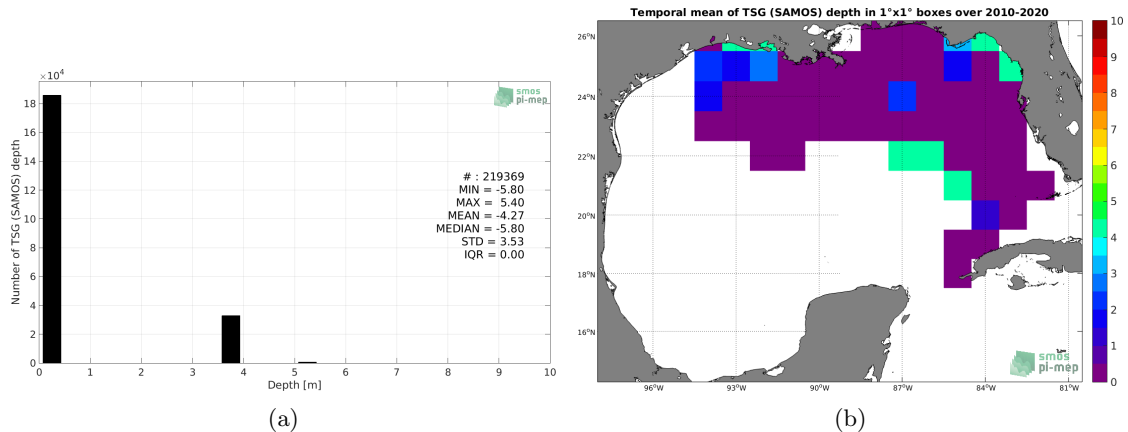 ×10⁴
18
16
14
12
10
8
6
4
2
0
Number of TSG (SAMOS) depth
smos
pi-mep
# : 219369
MIN = -5.80
MAX = 5.40
MEAN = -4.27
MEDIAN = -5.80
STD = 3.53
IQR = 0.00
0 1 2 3 4 5 6 7 8 9 10
Depth [m]
(a)
Temporal mean of TSG (SAMOS) depth in 1°x1° boxes over 2010-2020
26°N
24°N
22°N
20°N
18°N
16°N
96°W 93°W 90°W 87°W 84°W 81°W
smos
pi-mep
10
9
8
7
6
5
4
3
2
1
0
(b)